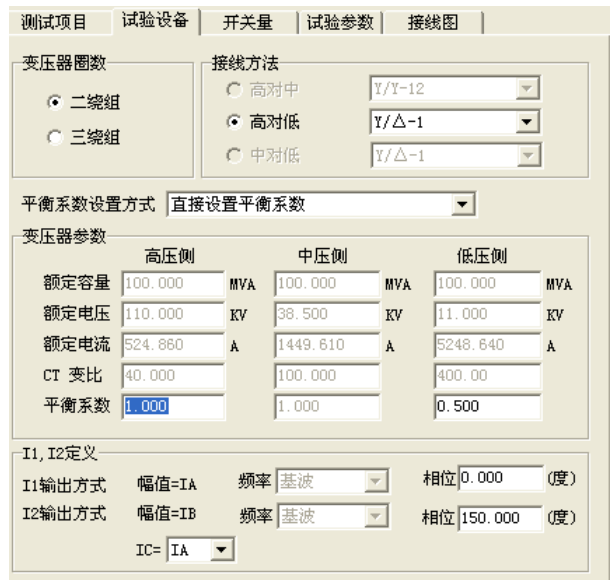 测试项目 试验设备 开关量 试验参数 接线图
变压器圈数 接线方法
二绕组
三绕组
高对中 Y/Y-12
高对低 Y/△-1
中对低 Y/△-1
平衡系数设置方式 直接设置平衡系数
变压器参数
高压侧 中压侧 低压侧
额定容量 100.000 MVA 100.000 MVA 100.000 MVA
额定电压 110.000 KV 38.500 KV 11.000 KV
额定电流 524.860 A 1449.610 A 5248.640 A
CT 变比 40.000 100.000 400.00
平衡系数 1.000 1.000 0.500
I1,I2定义
I1输出方式 幅值=IA 频率 基波 相位 0.000 (度)
I2输出方式 幅值=IB 频率 基波 相位 150.000 (度)
IC= IA